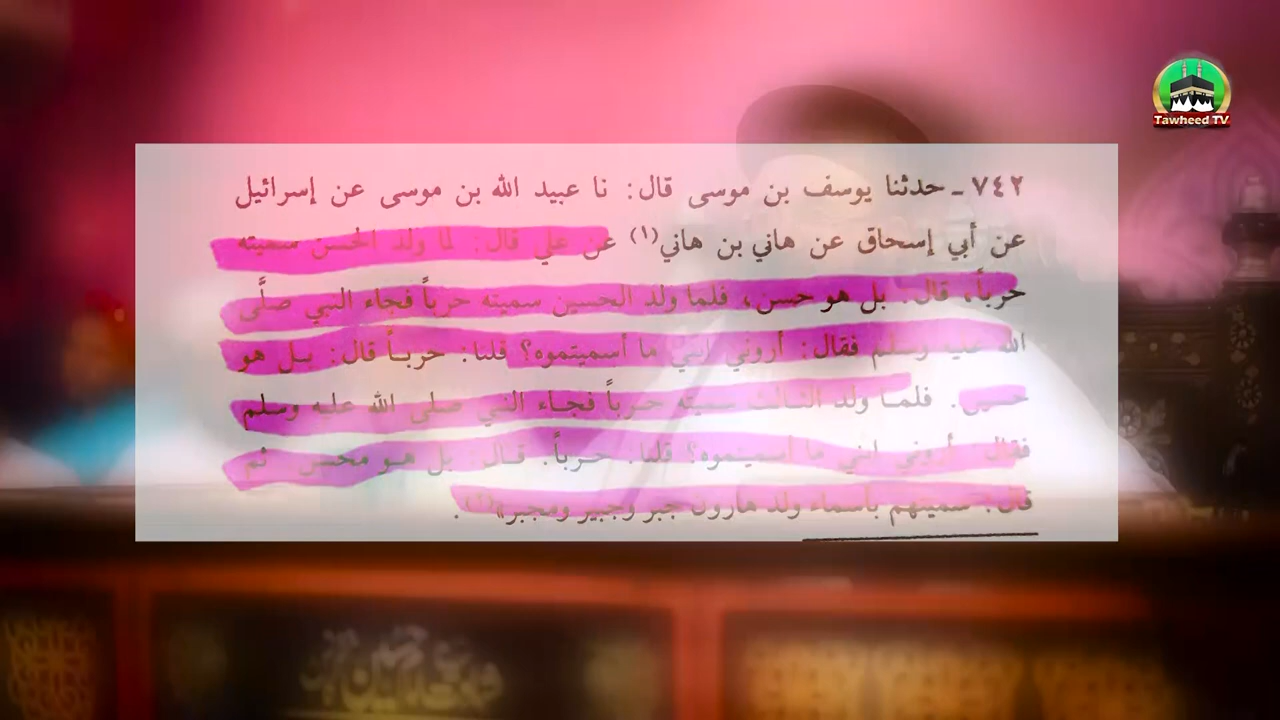 Tawheed TV
٧٤٢ ـ حدثنا يوسف بن موسى قال: نا عبيد الله بن موسى عن إسرائيل
عن أبي إسحاق عن هاني بن هاني(١) عن علي قال: لما ولد الحسن سميته
حرباً، قال: بل هو حسن، فلما ولد الحسين سميته حرباً فجاء النبي صلَّى
الله عليه وسلم فقال: أروني ابني ما أسميتموه؟ قلنا: حرباً قال: بل هو
حسين. فلما ولد الثالث سميته حرباً فجاء النبي صلى الله عليه وسلم
فقال: أروني ابني ما أسميتموه؟ قلنا: حرباً. قال: بل هو محسن ثم
قال: سميتهم بأسماء ولد هارون جبر وجبير ومجبر»(٢).